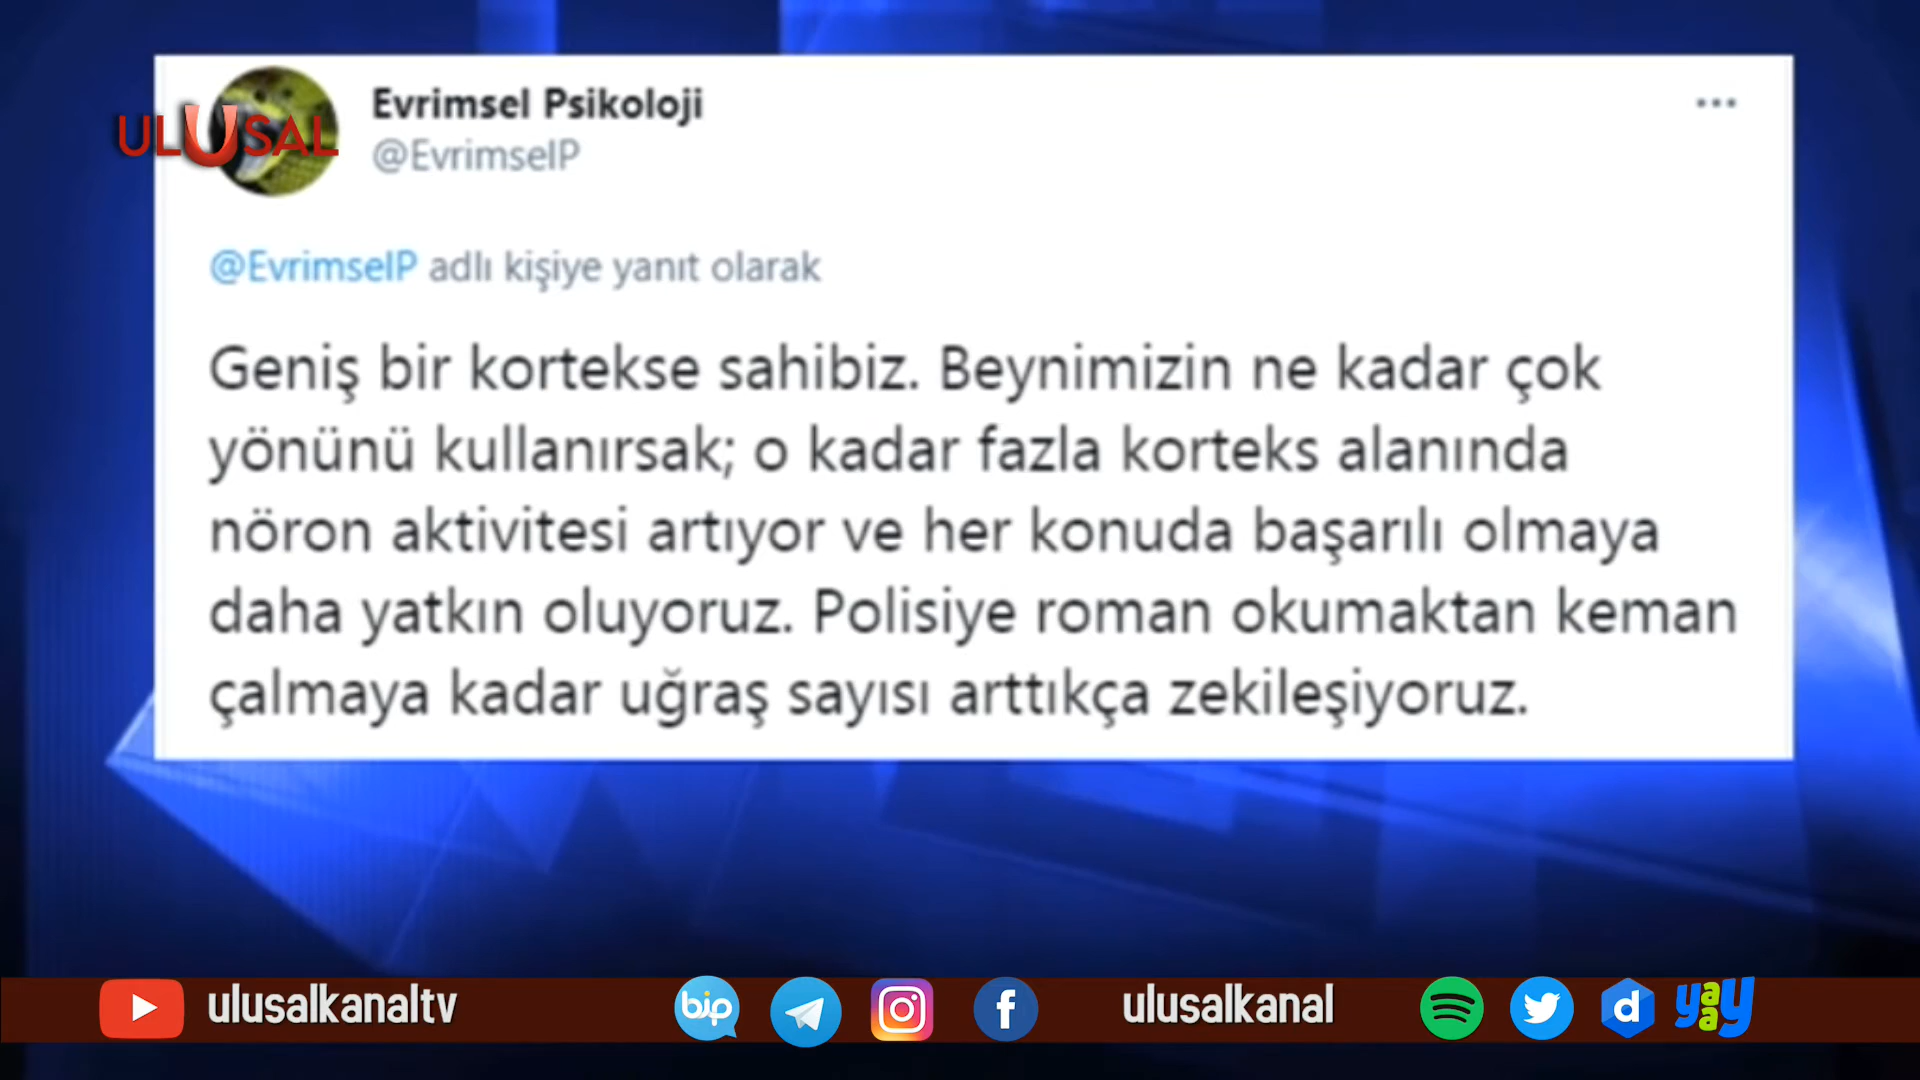 ULUSAL
Evrimsel Psikoloji
@EvrimselP
@EvrimselP adlı kişiye yanıt olarak
Geniş bir kortekse sahibiz. Beynimizin ne kadar çok
yönünü kullanırsak; o kadar fazla korteks alanında
nöron aktivitesi artıyor ve her konuda başarılı olmaya
daha yatkın oluyoruz. Polisiye roman okumaktan keman
çalmaya kadar uğraş sayısı arttıkça zekileşiyoruz.
ulusalkanaltv bip ulusalkanal d yaay